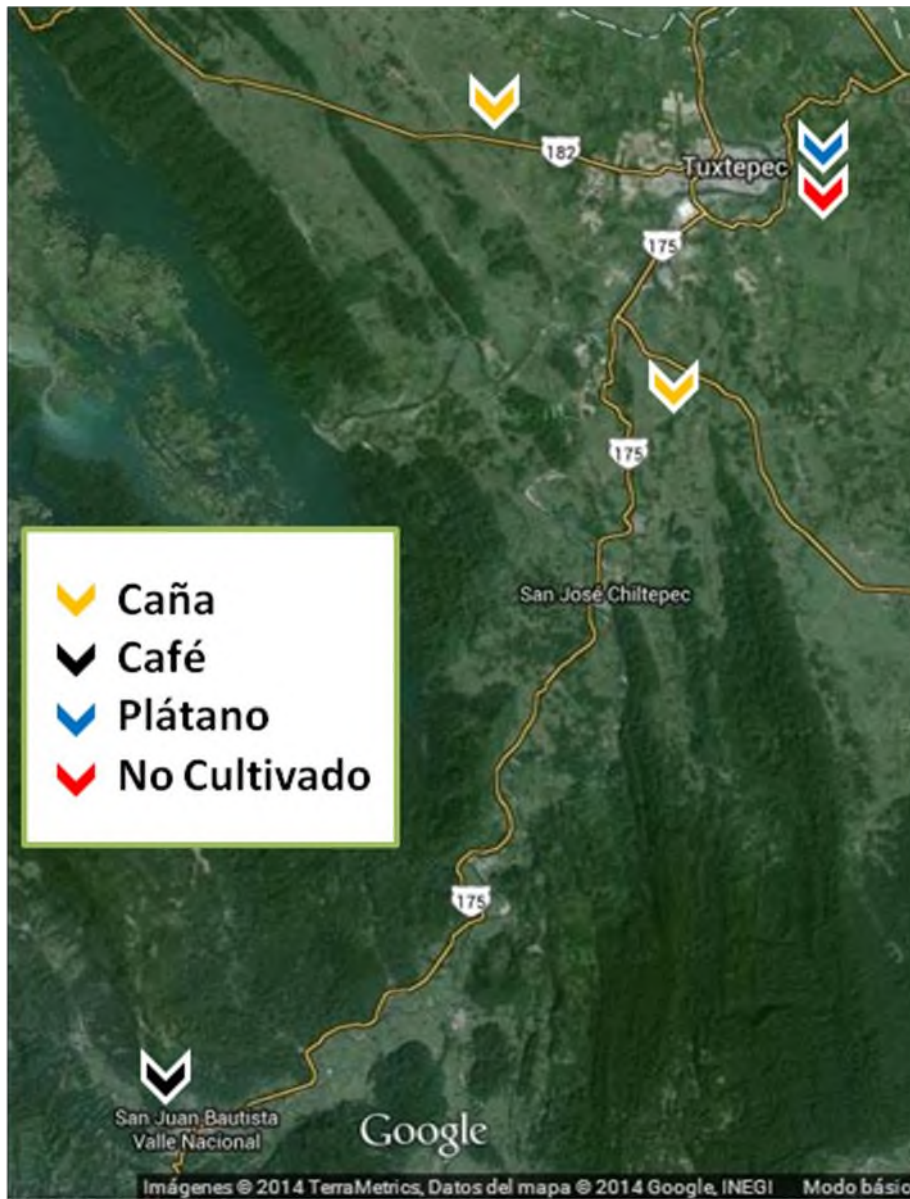 182
Tuxtepec
175
175
San José Chiltepec
Caña
Café
Plátano
No Cultivado
175
San Juan Bautista
Valle Nacional
Google
Imágenes © 2014 TerraMetrics, Datos del mapa © 2014 Google, INEGI Modo básic